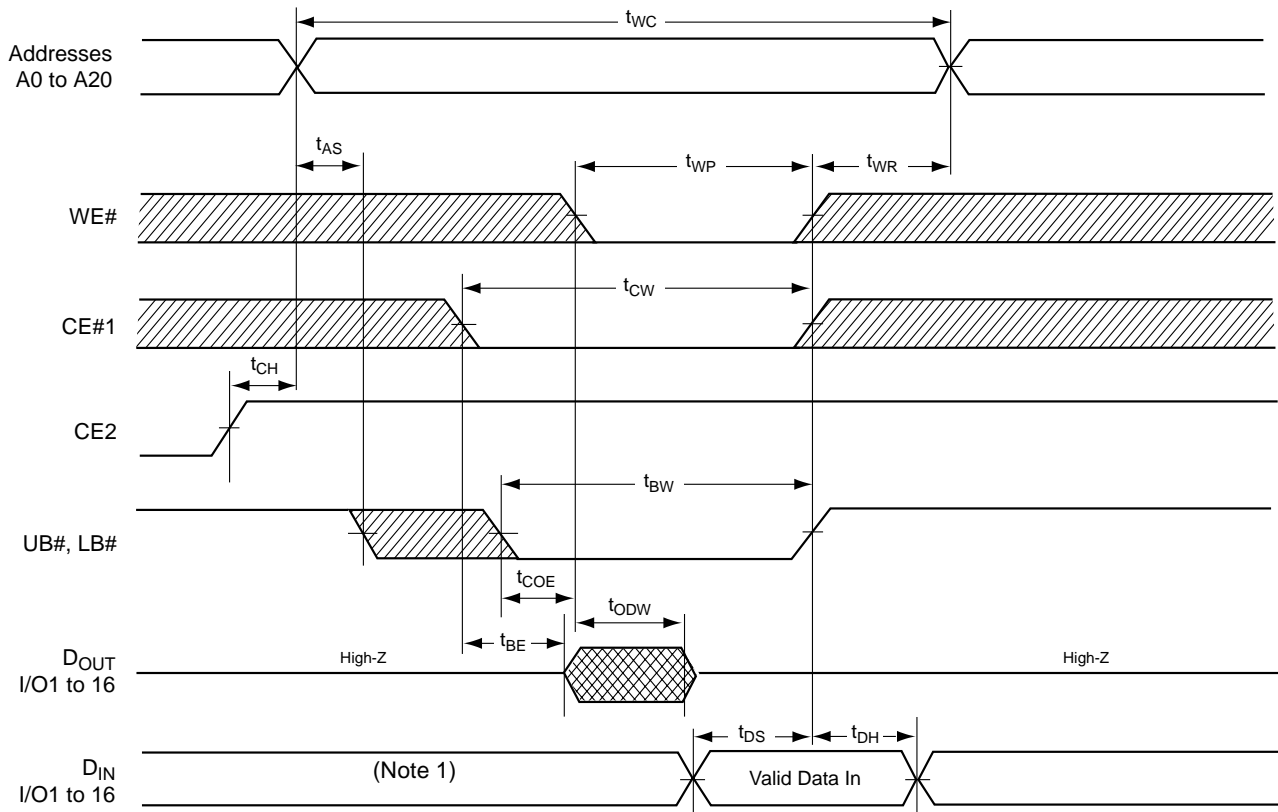 tWC
Addresses
A0 to A20
tAS
tWP
tWR
WE#
tCW
CE#1
tCH
CE2
tBW
UB#, LB#
tCOE
tODW
tBE
DOUT
I/O1 to 16
High-Z
High-Z
tDS
tDH
DIN
I/O1 to 16
(Note 1)
Valid Data In